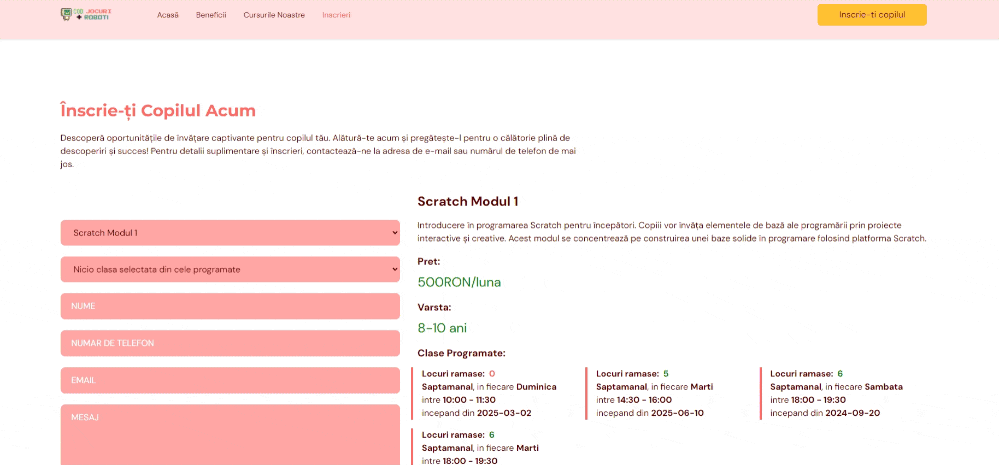 COD JOCURI
ROBOTI
Acasă
Beneficii
Cursurile Noastre
Inscrieri
Inscrie-ti copilul
Înscrie-ți Copilul Acum
Descoperă oportunitățile de învățare captivante pentru copilul tău. Alătură-te acum și pregătește-l pentru o călătorie plină de
descoperiri și succes! Pentru detalii suplimentare și înscrieri, contactează-ne la adresa de e-mail sau numărul de telefon de mai
jos.
Scratch Modul 1
Nicio clasa selectata din cele programate
NUME
NUMAR DE TELEFON
EMAIL
MESAJ
Scratch Modul 1
Introducere în programarea Scratch pentru începători. Copiii vor învăța elementele de bază ale programării prin proiecte
interactive și creative. Acest modul se concentrează pe construirea unei baze solide în programare folosind platforma Scratch.
Pret:
500RON/luna
Varsta:
8-10 ani
Clase Programate:
Locuri ramase: 0
Saptamanal, in fiecare Duminica
intre 10:00 - 11:30
incepand din 2025-03-02
Locuri ramase: 5
Saptamanal, in fiecare Marti
intre 14:30 - 16:00
incepand din 2025-06-10
Locuri ramase: 6
Saptamanal, in fiecare Sambata
intre 18:00 - 19:30
incepand din 2024-09-20
Locuri ramase: 6
Saptamanal, in fiecare Marti
intre 18:00 - 19:30